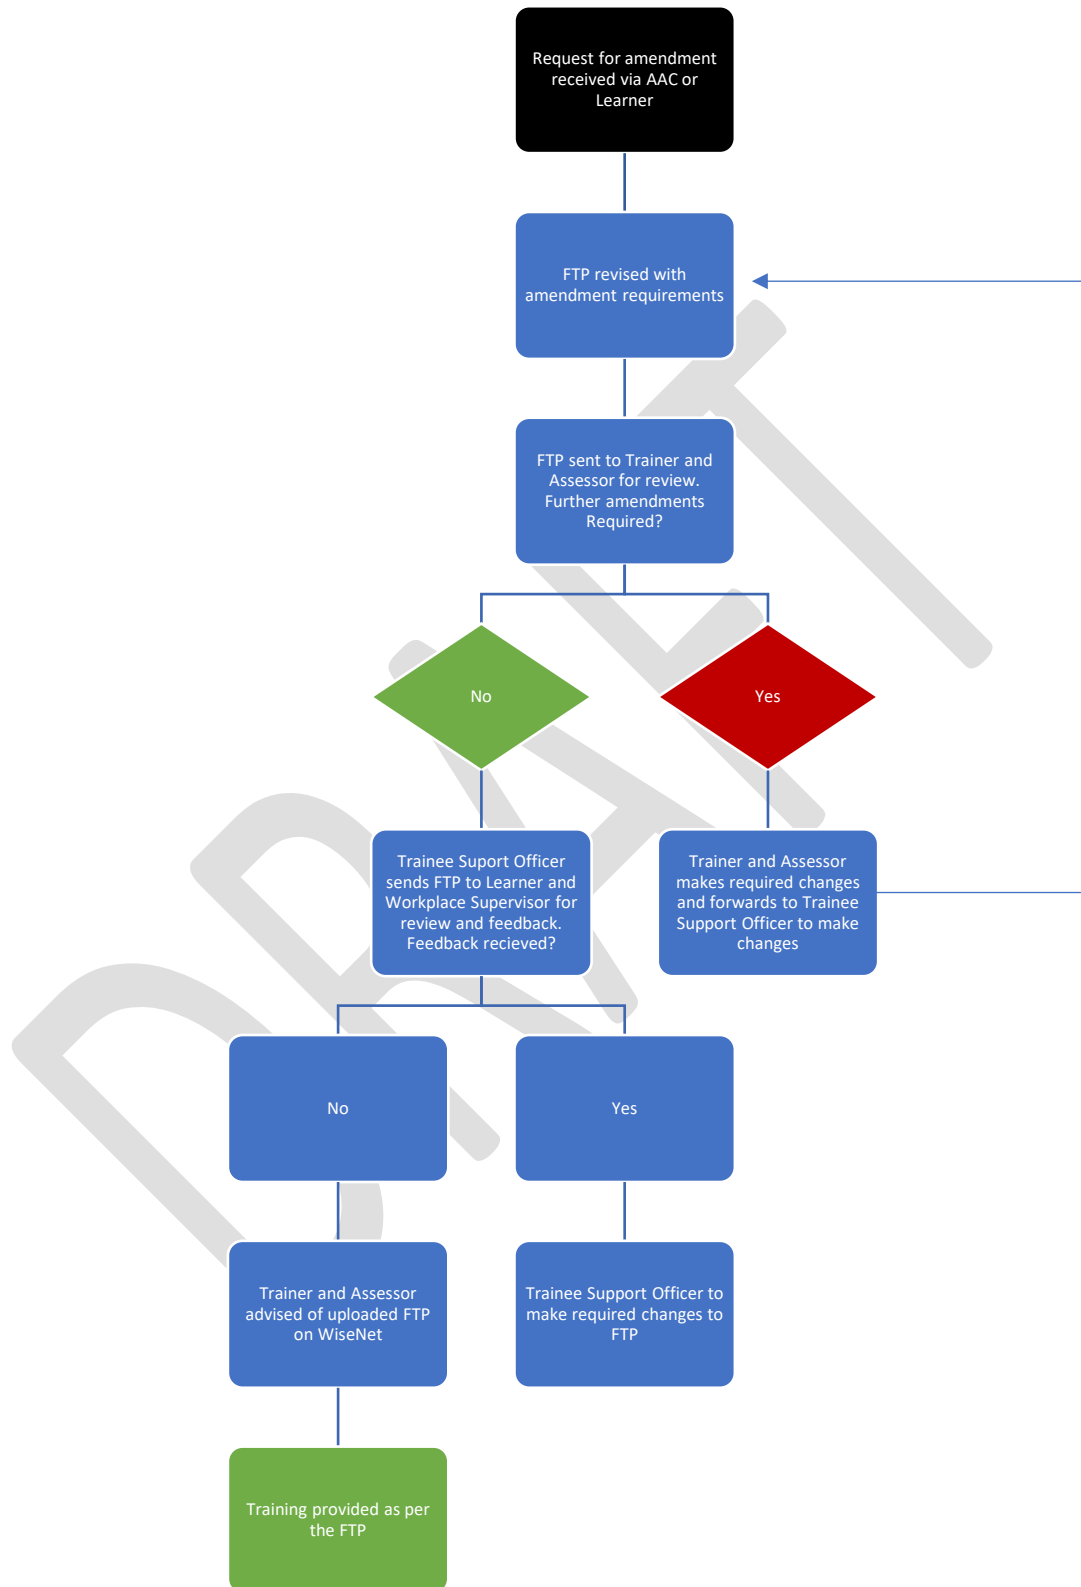 Request for amendment
received via AAC or
Learner
FTP revised with
amendment requirements
FTP sent to Trainer and
Assessor for review.
Further amendments
Required?
No
Yes
Trainee Suport Officer
sends FTP to Learner and
Workplace Supervisor for
review and feedback.
Feedback recieved?
Trainer and Assessor
makes required changes
and forwards to Trainee
Support Officer to make
changes
No
Yes
Trainer and Assessor
advised of uploaded FTP
on WiseNet
Trainee Support Officer to
make required changes to
FTP
Training provided as per
the FTP
DRAFT